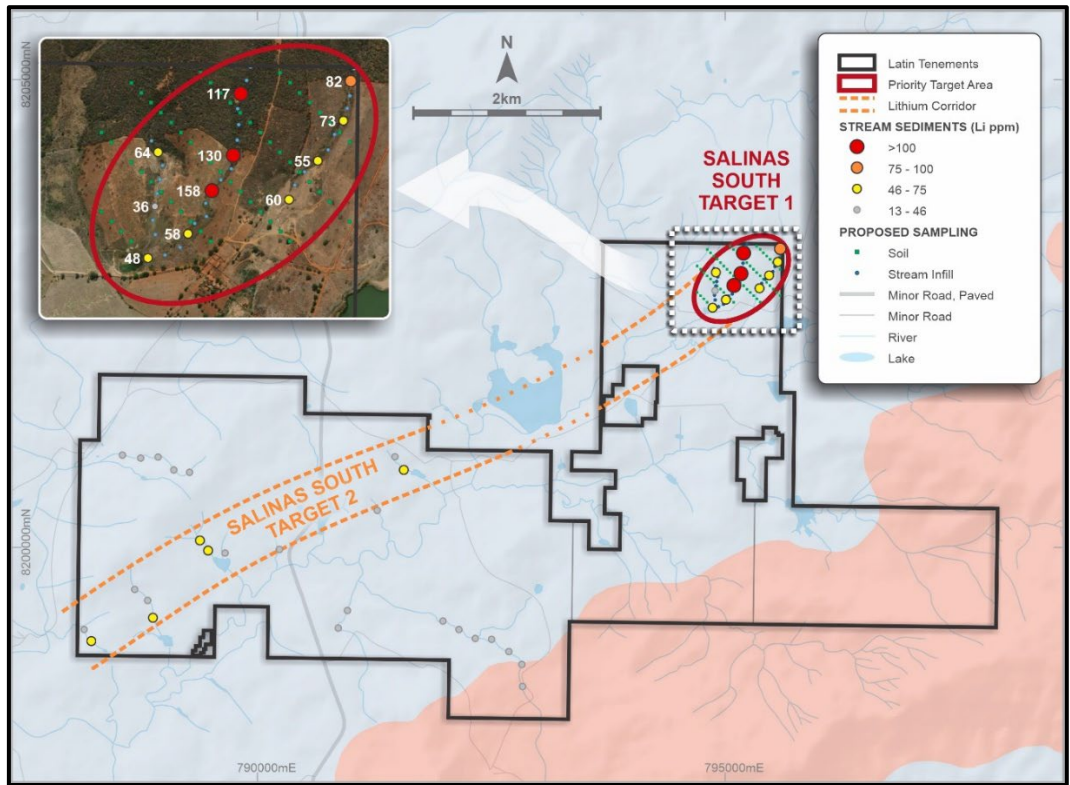 8205000mN
8200000mN
790000mE
795000mE
N
2km
117
82
73
64
130
55
158
60
36
58
48
SALINAS
SOUTH
TARGET 1
SALINAS SOUTH
TARGET 2
Latin Tenements
Priority Target Area
Lithium Corridor
STREAM SEDIMENTS (Li ppm)
>100
75 - 100
46 - 75
13 - 46
PROPOSED SAMPLING
Soil
Stream Infill
Minor Road, Paved
Minor Road
River
Lake